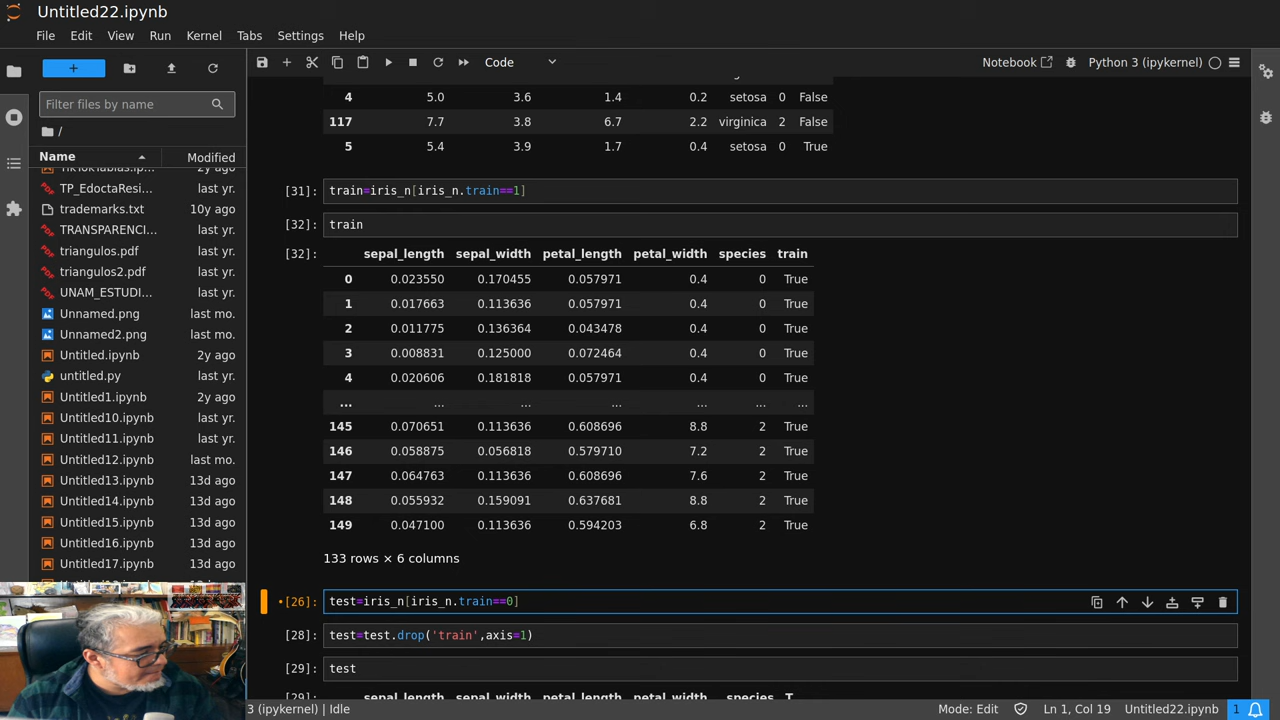 Untitled22.ipynb
File Edit View Run Kernel Tabs Settings Help
+ Code Notebook Python 3 (ipykernel)
Filter files by name
/
Name Modified
2y ago
TP_EdoctaResi... last yr.
trademarks.txt 10y ago
TRANSPARENCI... last yr.
triangulos.pdf last yr.
triangulos2.pdf last yr.
UNAM_ESTUDI... last yr.
Unnamed.png last mo.
Unnamed2.png last mo.
Untitled.ipynb 2y ago
untitled.py last yr.
Untitled1.ipynb 2y ago
Untitled10.ipynb last yr.
Untitled11.ipynb last yr.
Untitled12.ipynb last mo.
Untitled13.ipynb 13d ago
Untitled14.ipynb 13d ago
Untitled15.ipynb 13d ago
Untitled16.ipynb 13d ago
Untitled17.ipynb 13d ago
4 5.0 3.6 1.4 0.2 setosa 0 False
117 7.7 3.8 6.7 2.2 virginica 2 False
5 5.4 3.9 1.7 0.4 setosa 0 True
[31]: train=iris_n[iris_n.train==1]
[32]: train
[32]: sepal_length sepal_width petal_length petal_width species train
0 0.023550 0.170455 0.057971 0.4 0 True
1 0.017663 0.113636 0.057971 0.4 0 True
2 0.011775 0.136364 0.043478 0.4 0 True
3 0.008831 0.125000 0.072464 0.4 0 True
4 0.020606 0.181818 0.057971 0.4 0 True
... ... ... ... ... ... ...
145 0.070651 0.113636 0.608696 8.8 2 True
146 0.058875 0.056818 0.579710 7.2 2 True
147 0.064763 0.113636 0.608696 7.6 2 True
148 0.055932 0.159091 0.637681 8.8 2 True
149 0.047100 0.113636 0.594203 6.8 2 True
133 rows × 6 columns
[26]: test=iris_n[iris_n.train==0]
[28]: test=test.drop('train',axis=1)
[29]: test
[29]: sepal_length sepal_width petal_length petal_width species T
3 (ipykernel) | Idle Mode: Edit Ln 1, Col 19 Untitled22.ipynb 1